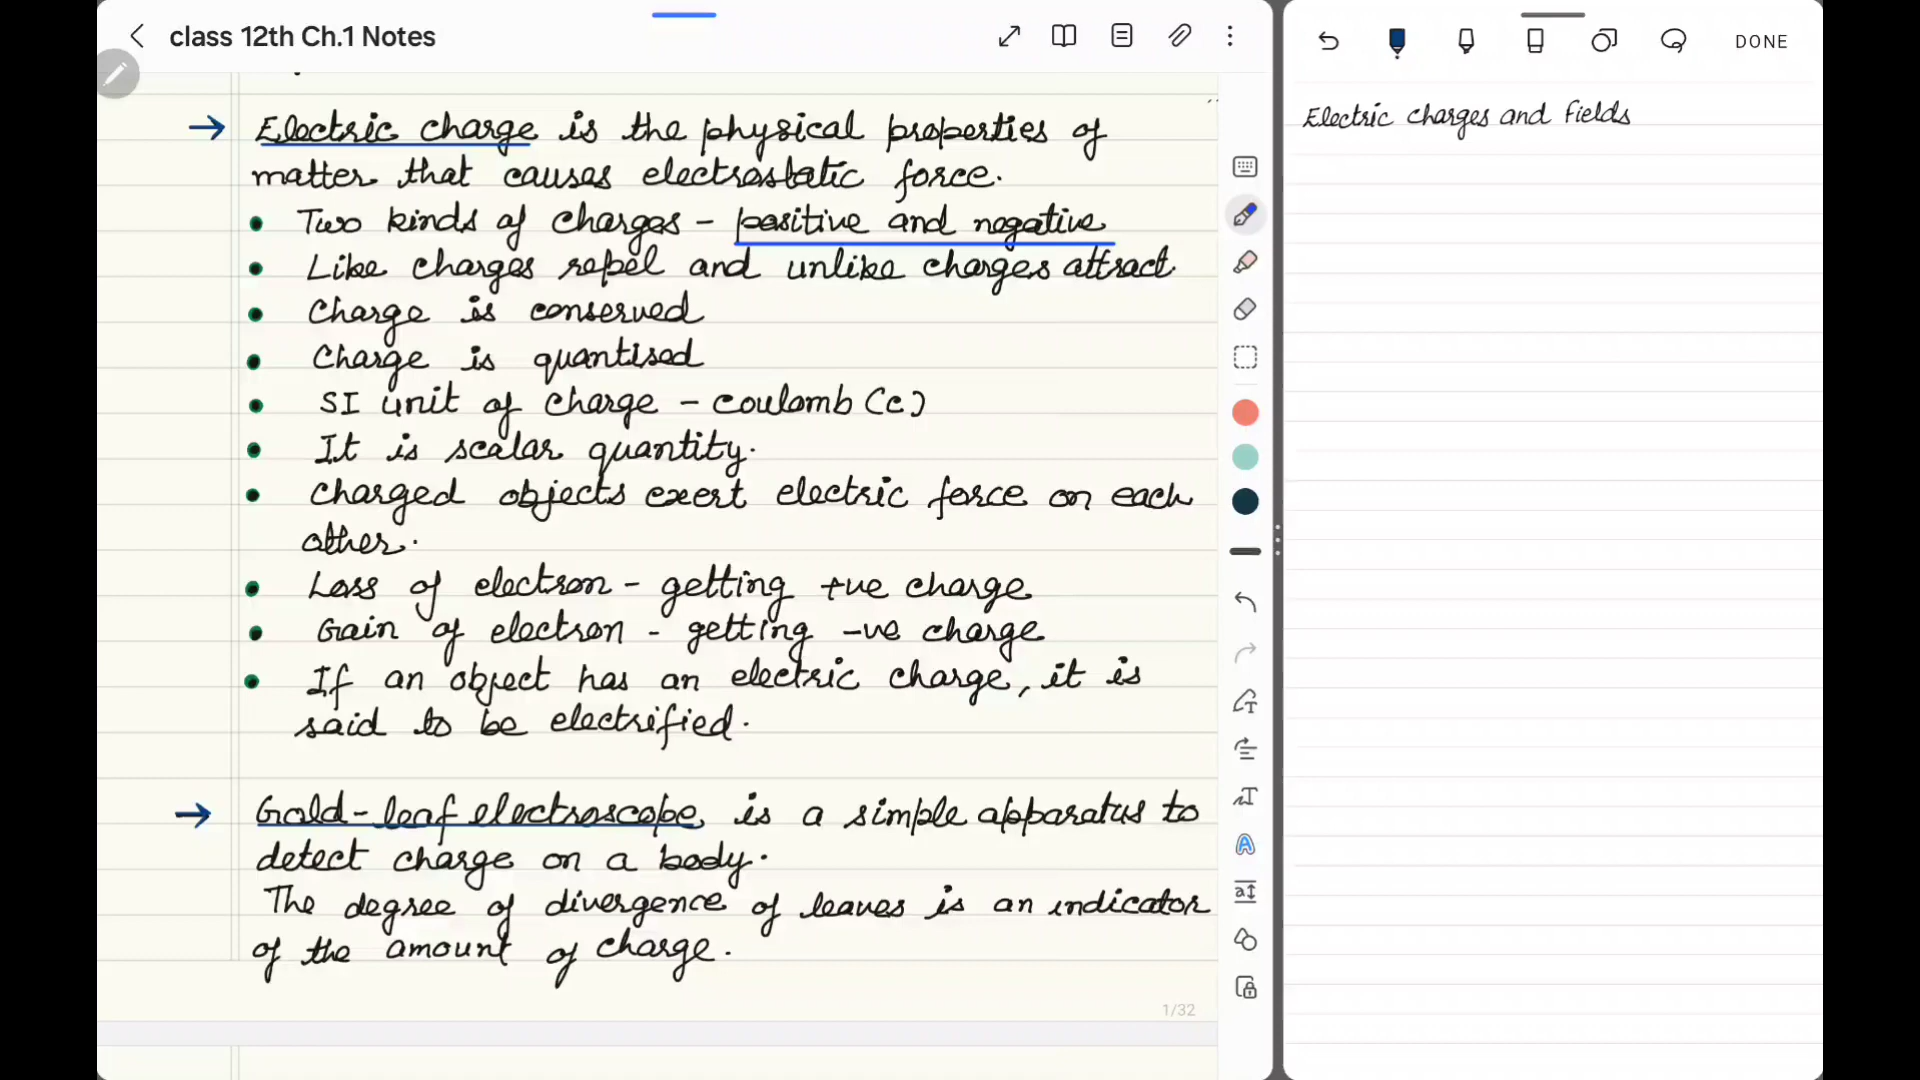 class 12th Ch.1 Notes
→ Electric charge is the physical properties of
matter that causes electrostatic force.
• Two kinds of charges - positive and negative
• Like charges repel and unlike charges attract
• Charge is conserved
• Charge is quantised
• SI unit of charge - coulomb (c)
• It is scalar quantity.
• Charged objects exert electric force on each
other.
• Loss of electron - getting +ve charge
• Gain of electron - getting -ve charge
• If an object has an electric charge, it is
said to be electrified.
→ Gold-leaf electroscope is a simple apparatus to
detect charge on a body.
The degree of divergence of leaves is an indicator
of the amount of charge.
1/32
DONE
Electric charges and Fields